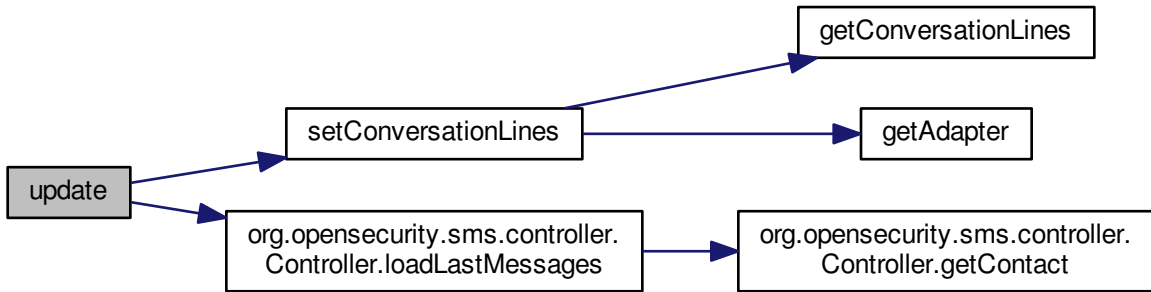 update
setConversationLines
getConversationLines
getAdapter
org.opensecurity.sms.controller.
Controller.loadLastMessages
org.opensecurity.sms.controller.
Controller.getContact